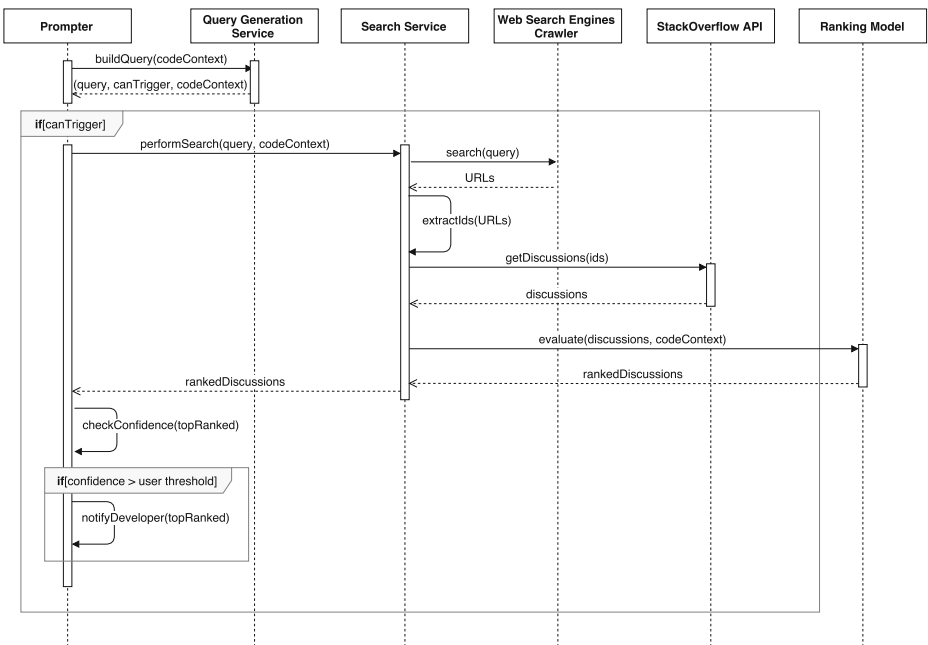 Prompter
Query Generation
Service
Search Service
Web Search Engines
Crawler
StackOverflow API
Ranking Model
buildQuery(codeContext)
(query, canTrigger, codeContext)
if[canTrigger]
performSearch(query, codeContext)
search(query)
URLs
extractIds(URLs)
getDiscussions(ids)
discussions
evaluate(discussions, codeContext)
rankedDiscussions
rankedDiscussions
checkConfidence(topRanked)
if[confidence > user threshold]
notifyDeveloper(topRanked)